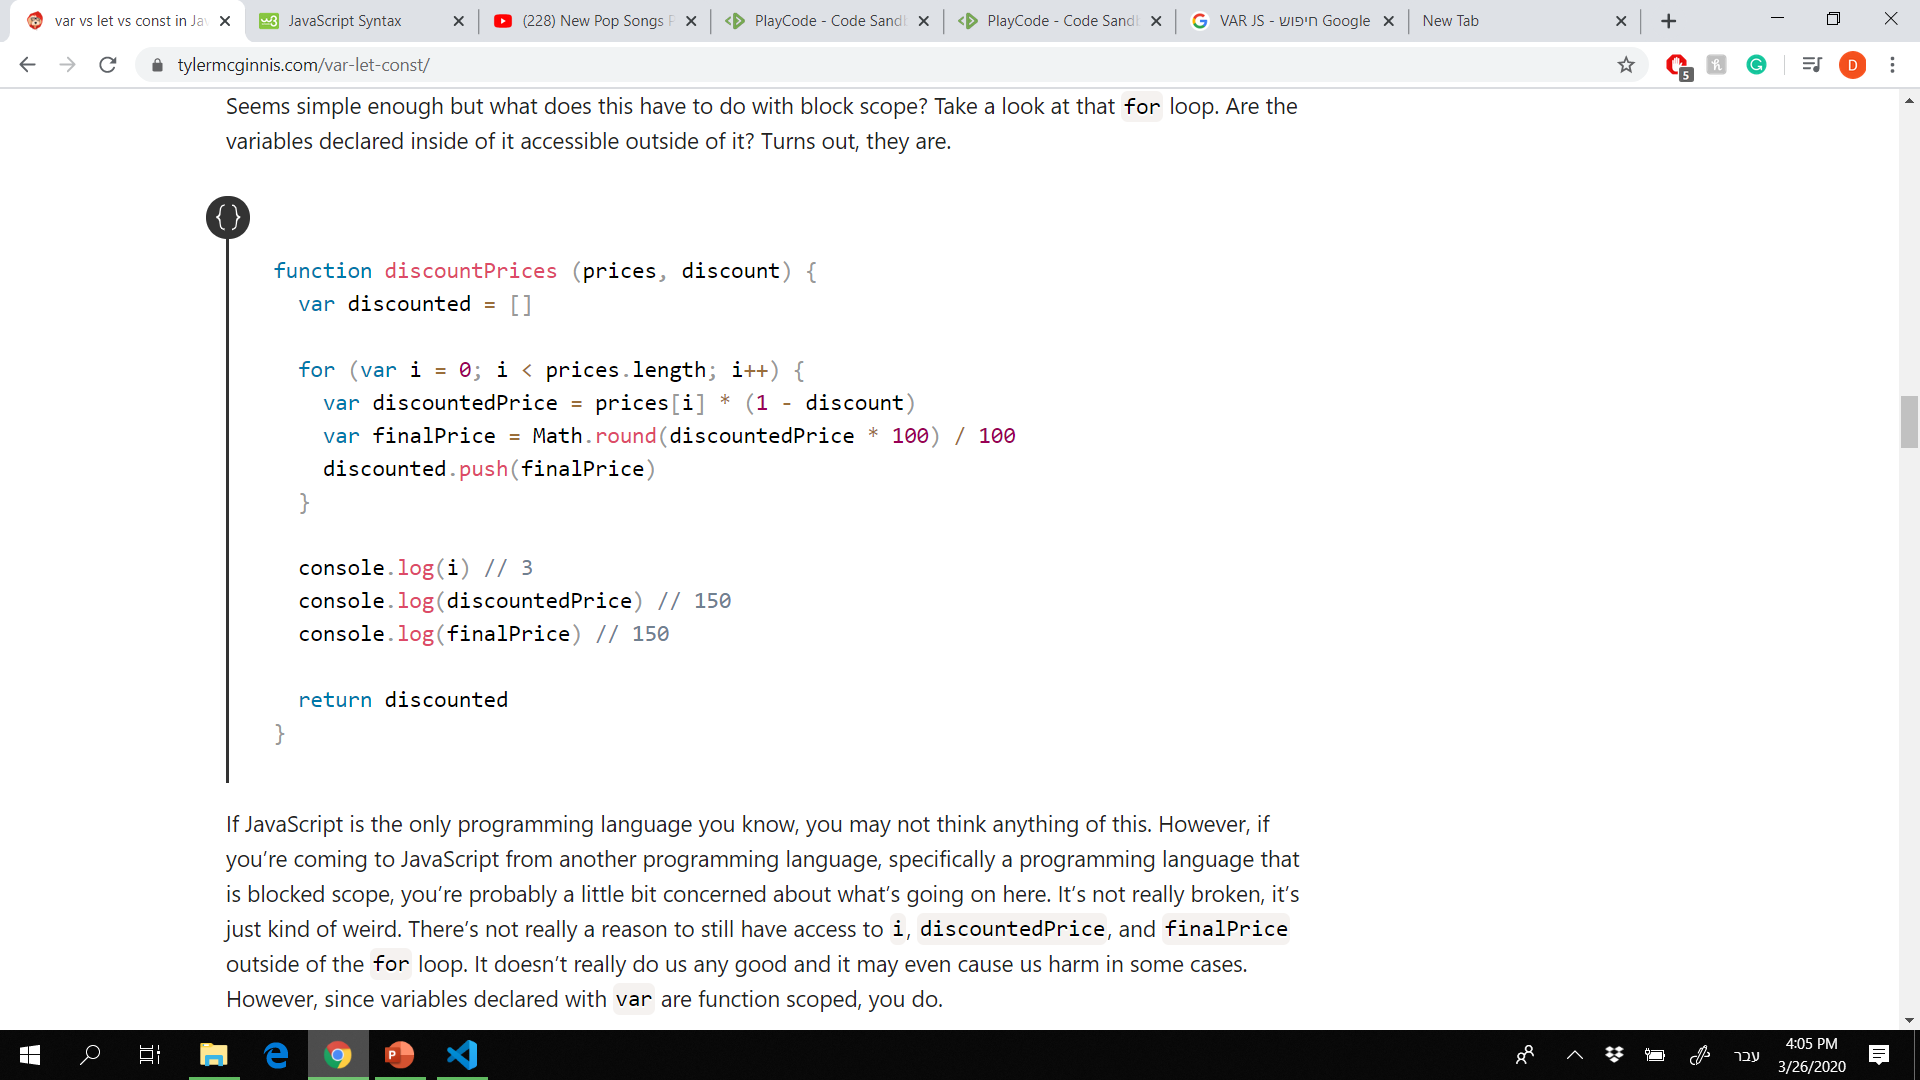 var vs let vs const in Jav
JavaScript Syntax
(228) New Pop Songs P
PlayCode - Code Sandb
PlayCode - Code Sandb
VAR JS - חיפוש Google
New Tab
tylermcginnis.com/var-let-const/
5
D
Seems simple enough but what does this have to do with block scope? Take a look at that for loop. Are the
variables declared inside of it accessible outside of it? Turns out, they are.
{}
function discountPrices (prices, discount) {
  var discounted = []
  for (var i = 0; i < prices.length; i++) {
    var discountedPrice = prices[i] * (1 - discount)
    var finalPrice = Math.round(discountedPrice * 100) / 100
    discounted.push(finalPrice)
  }
  console.log(i) // 3
  console.log(discountedPrice) // 150
  console.log(finalPrice) // 150
  return discounted
}
If JavaScript is the only programming language you know, you may not think anything of this. However, if
you’re coming to JavaScript from another programming language, specifically a programming language that
is blocked scope, you’re probably a little bit concerned about what’s going on here. It’s not really broken, it’s
just kind of weird. There’s not really a reason to still have access to i, discountedPrice, and finalPrice
outside of the for loop. It doesn’t really do us any good and it may even cause us harm in some cases.
However, since variables declared with var are function scoped, you do.
עבר
4:05 PM
3/26/2020